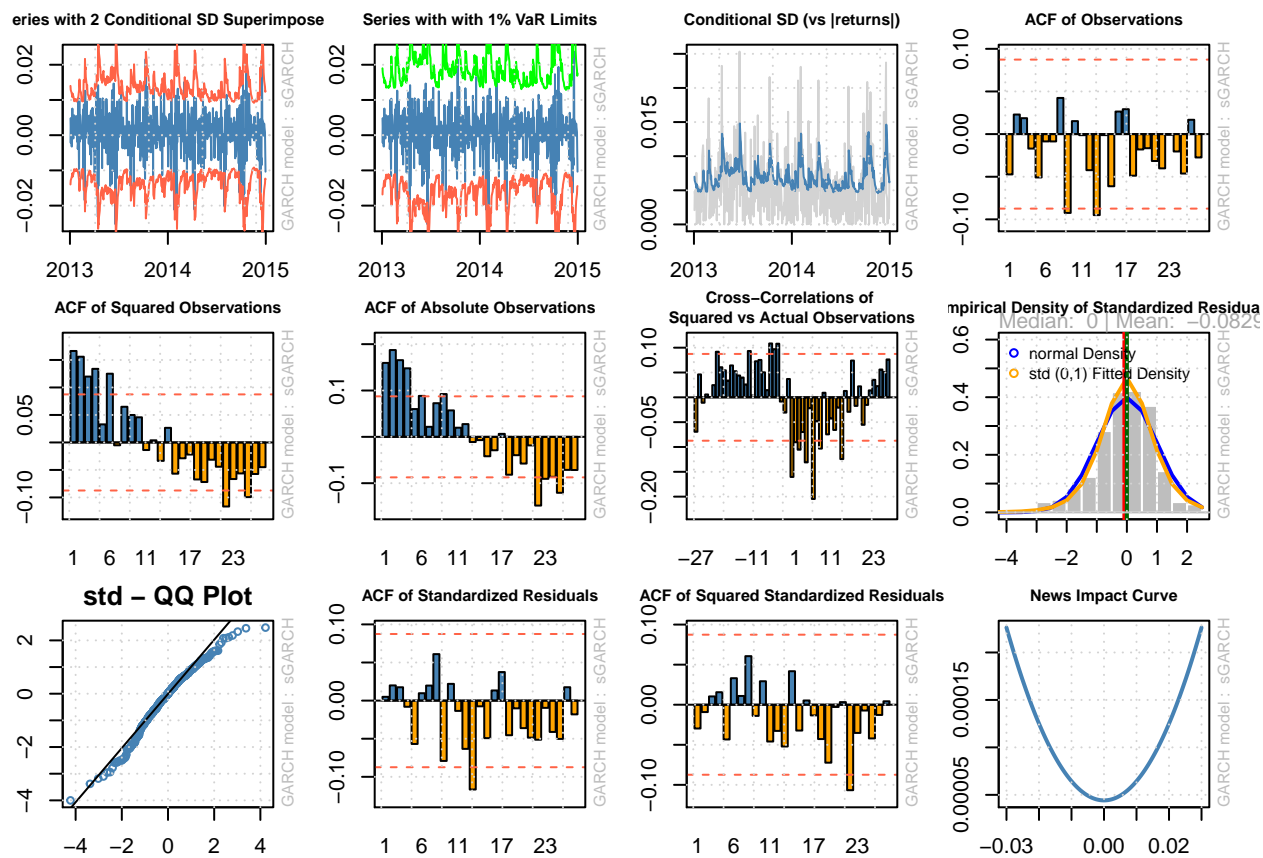 eries with 2 Conditional SD Superimpose
0.02
0.00
−0.02
2013 2014 2015
GARCH model : sGARCH
Series with with 1% VaR Limits
0.02
0.00
−0.02
2013 2014 2015
GARCH model : sGARCH
Conditional SD (vs |returns|)
0.015
0.000
2013 2014 2015
GARCH model : sGARCH
ACF of Observations
0.10
0.00
−0.10
1 6 11 17 23
GARCH model : sGARCH
ACF of Squared Observations
0.05
−0.10
1 6 11 17 23
GARCH model : sGARCH
ACF of Absolute Observations
0.1
−0.1
1 6 11 17 23
GARCH model : sGARCH
Cross−Correlations of
Squared vs Actual Observations
0.10
−0.05
−0.20
−27 −11 1 6 11 17 23
GARCH model : sGARCH
mpirical Density of Standardized Residua
Median: 0 | Mean: −0.0829
normal Density
std (0,1) Fitted Density
0.6
0.4
0.2
0.0
−4 −2 0 2
GARCH model : sGARCH
std − QQ Plot
2
0
−2
−4
−4 −2 0 2 4
GARCH model : sGARCH
ACF of Standardized Residuals
0.10
0.00
−0.10
1 6 11 17 23
GARCH model : sGARCH
ACF of Squared Standardized Residuals
0.10
0.00
−0.10
1 6 11 17 23
GARCH model : sGARCH
News Impact Curve
0.00015
0.00005
−0.03 0.00 0.02
GARCH model : sGARCH